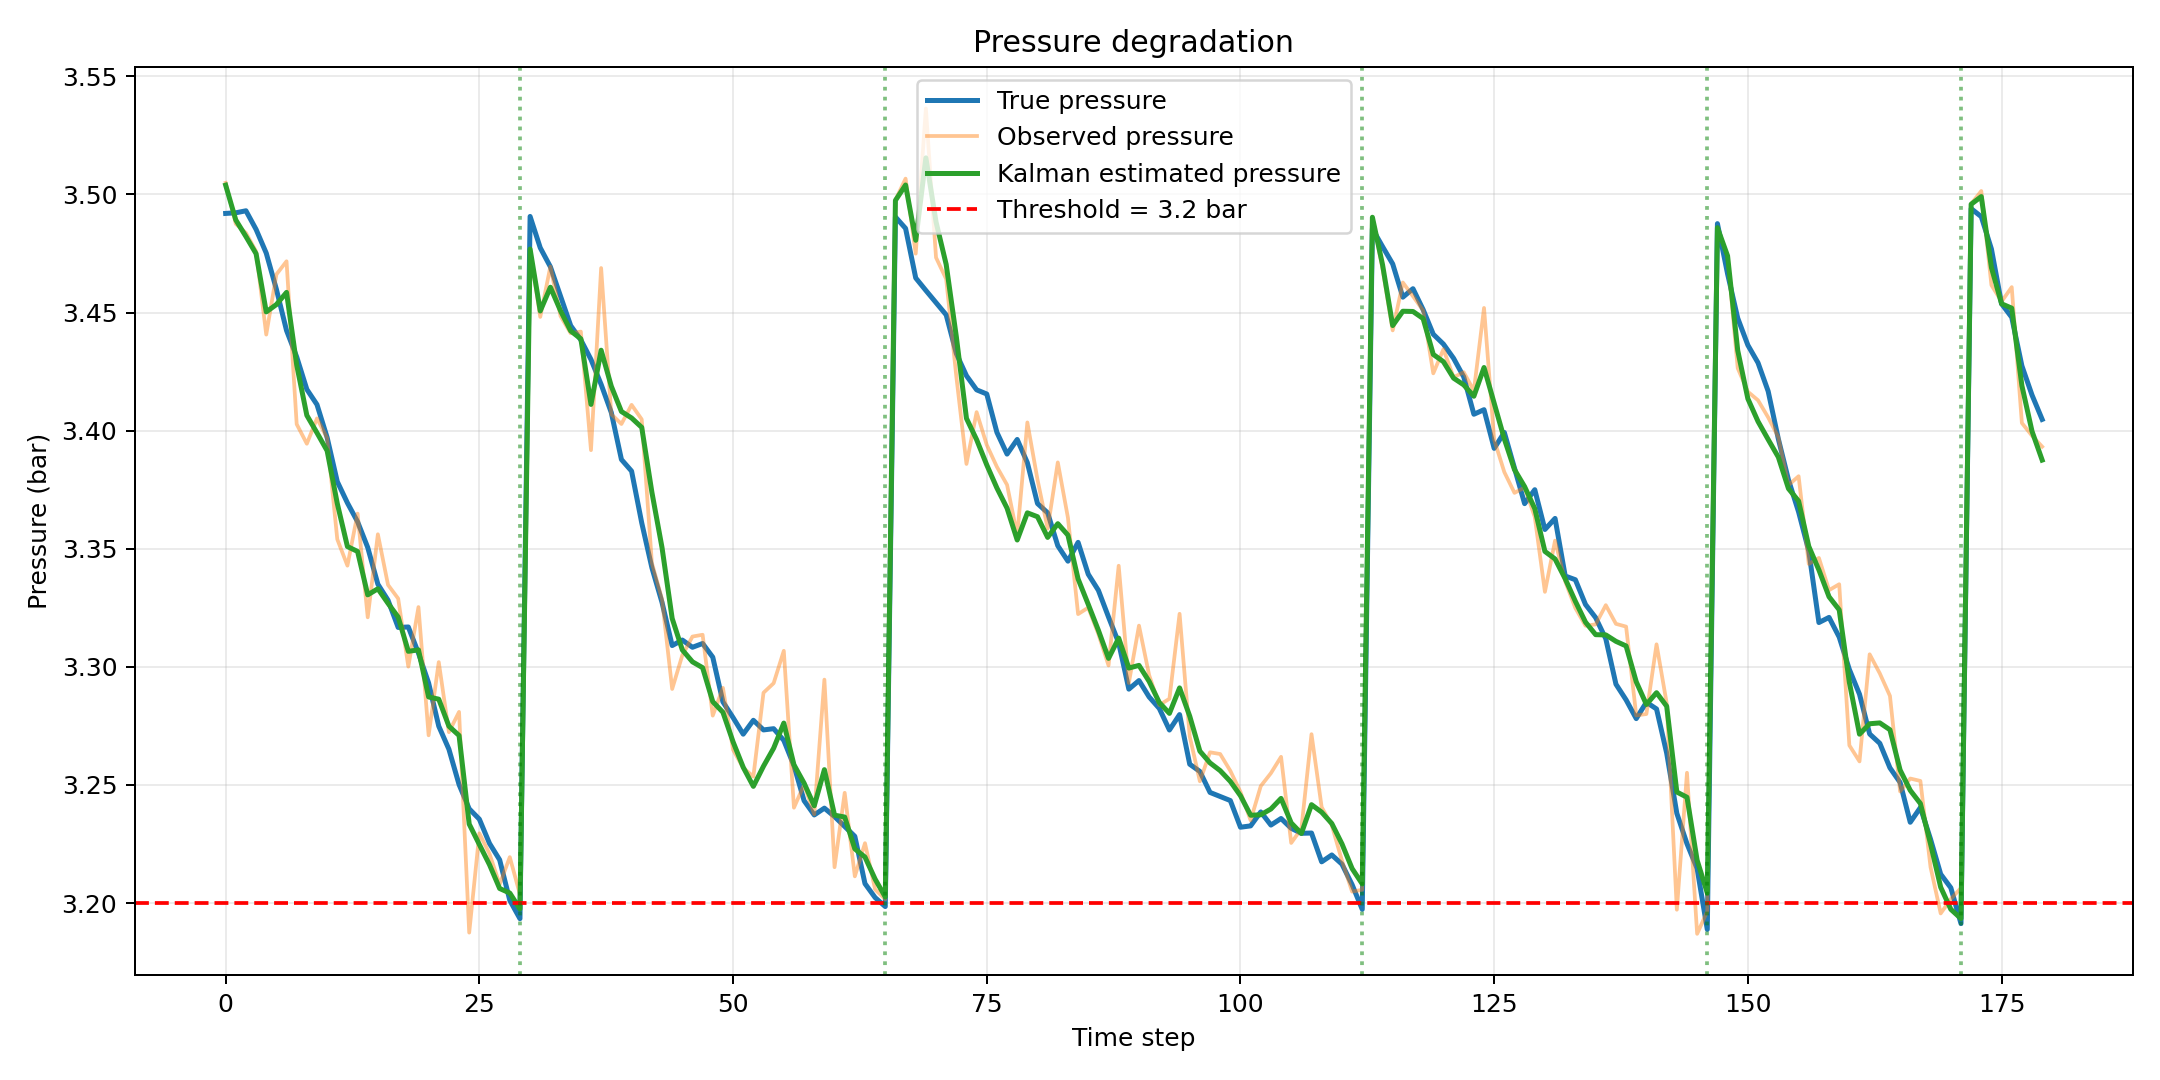 Pressure degradation
True pressure
Observed pressure
Kalman estimated pressure
Threshold = 3.2 bar
Pressure (bar)
3.55
3.50
3.45
3.40
3.35
3.30
3.25
3.20
0 25 50 75 100 125 150 175
Time step